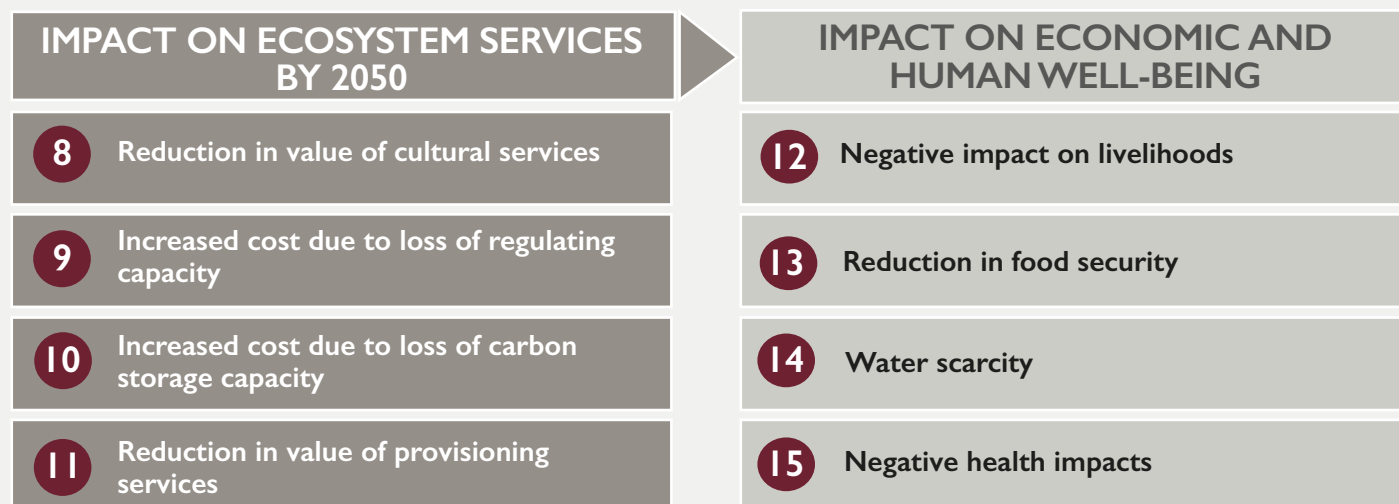 IMPACT ON ECOSYSTEM SERVICES
BY 2050
8 Reduction in value of cultural services
9 Increased cost due to loss of regulating
capacity
10 Increased cost due to loss of carbon
storage capacity
11 Reduction in value of provisioning
services
IMPACT ON ECONOMIC AND
HUMAN WELL-BEING
12 Negative impact on livelihoods
13 Reduction in food security
14 Water scarcity
15 Negative health impacts